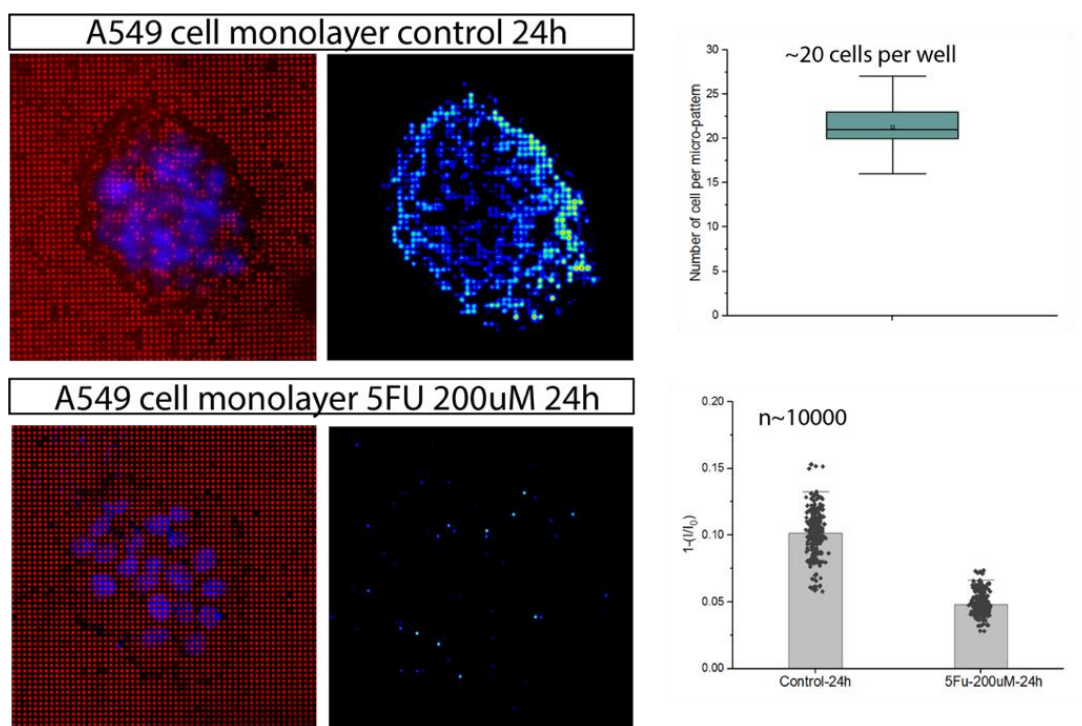 A549 cell monolayer control 24h
~20 cells per well
30
25
20
15
10
5
0
Number of cell per micro-pattern
A549 cell monolayer 5FU 200uM 24h
n~10000
0.20
0.15
0.10
0.05
0.00
1-(I/I₀)
Control-24h
5Fu-200uM-24h